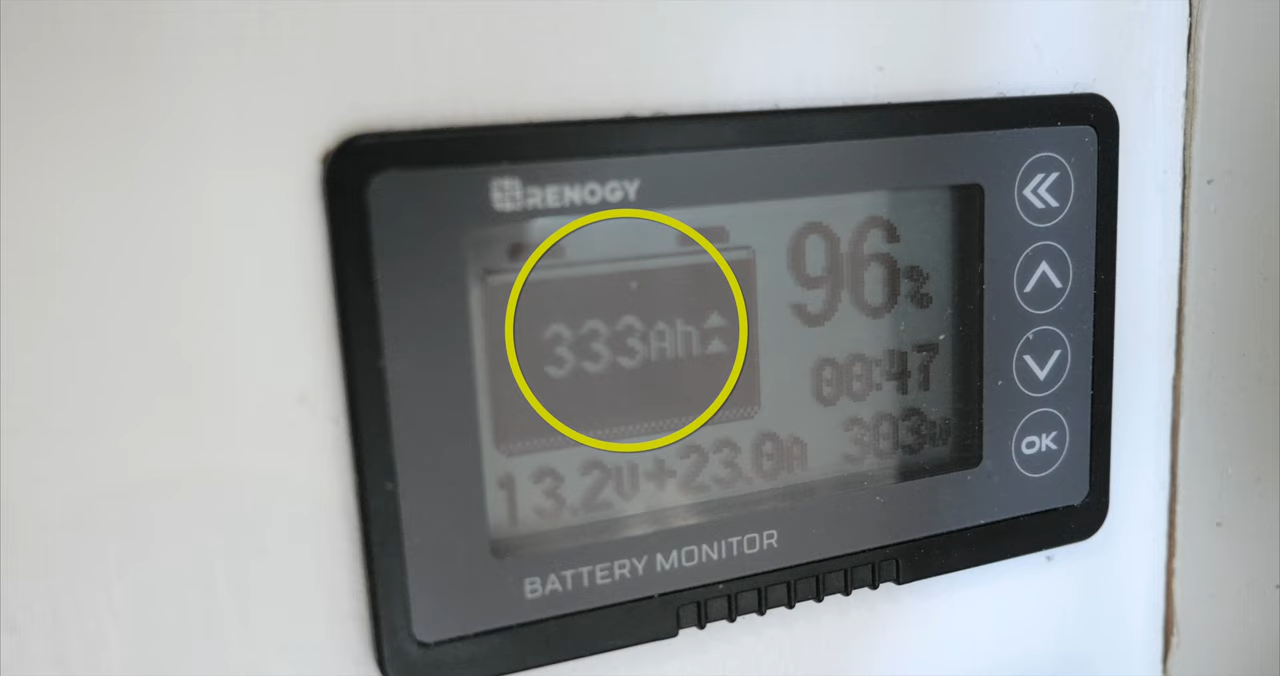 RENOGY
96%
333Ah
00:47
13.2V+23.0A 303W
BATTERY MONITOR
OK